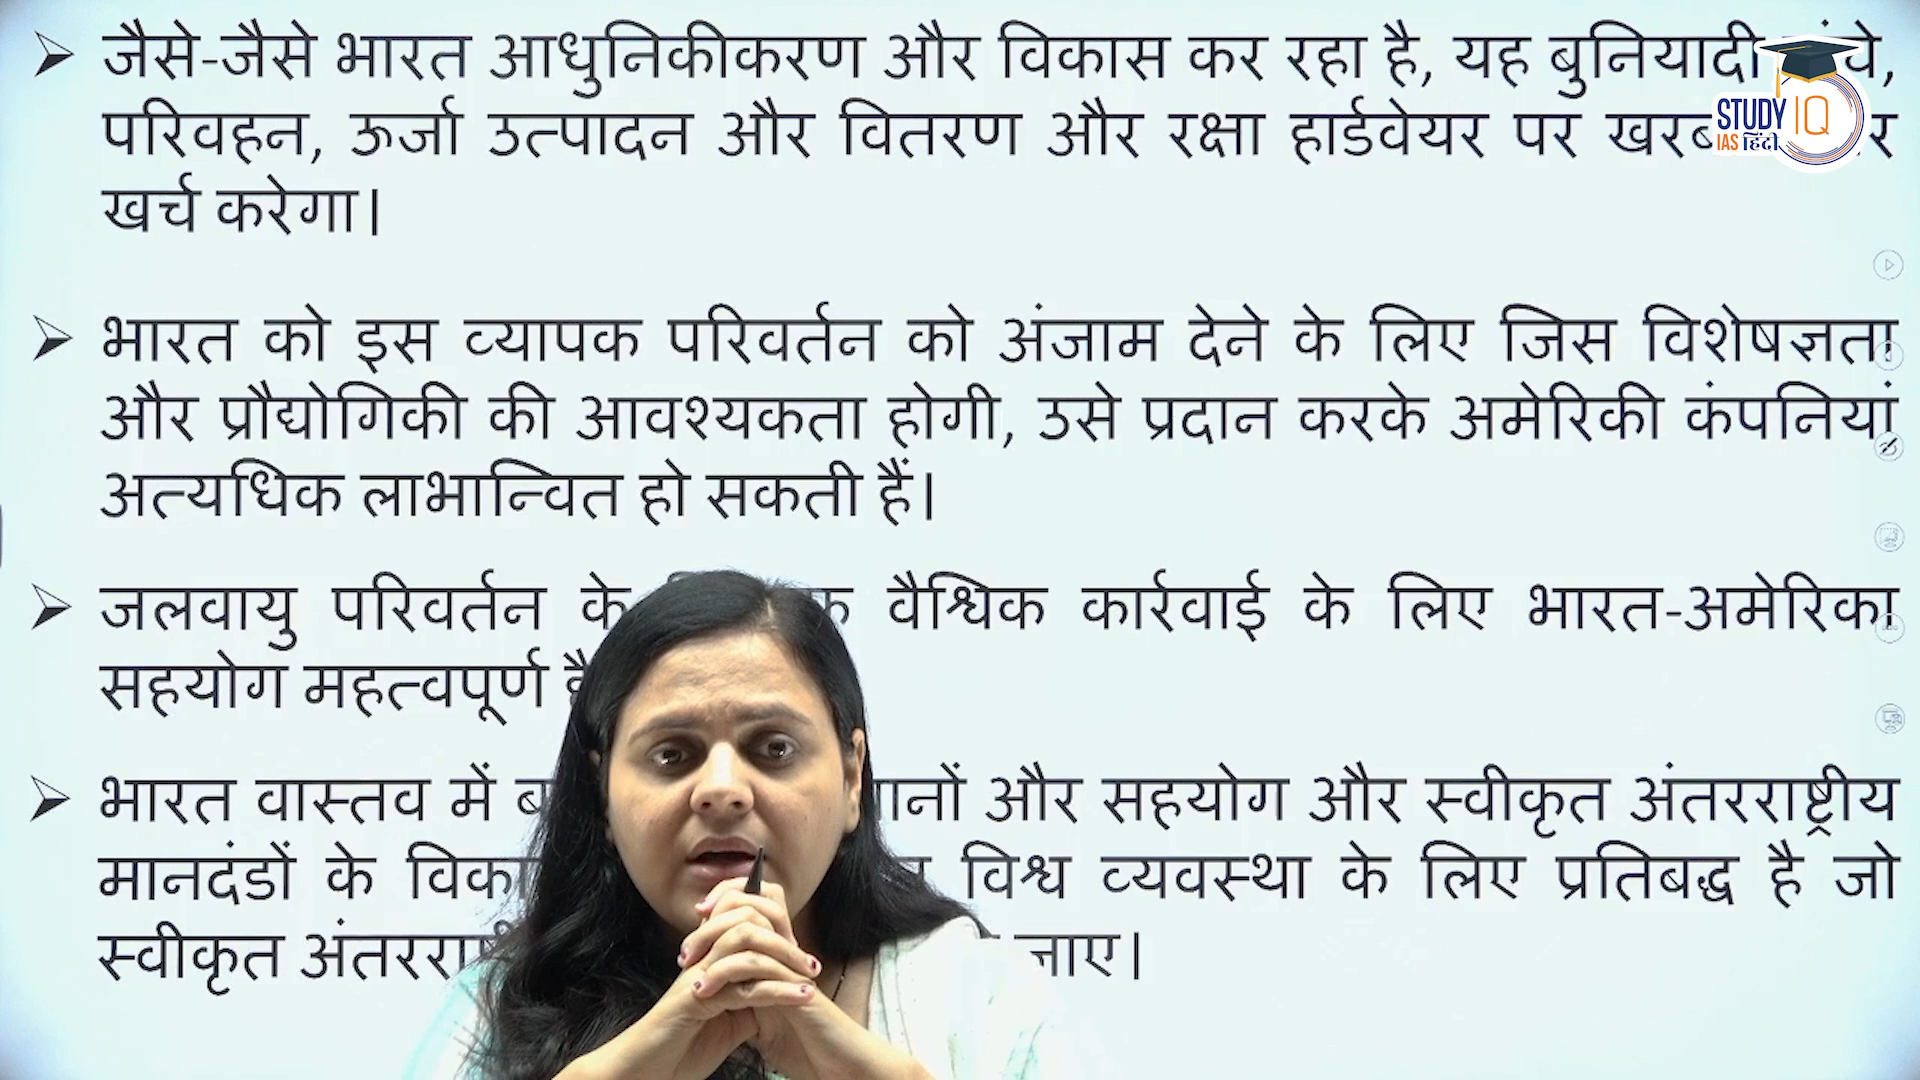 जैसे-जैसे भारत आधुनिकीकरण और विकास कर रहा है, यह बुनियादी
परिवहन, ऊर्जा उत्पादन और वितरण और रक्षा हार्डवेयर पर
खर्च करेगा।
भारत को इस व्यापक परिवर्तन को अंजाम देने के लिए जिस विशेषज्ञता
और प्रौद्योगिकी की आवश्यकता होगी, उसे प्रदान करके अमेरिकी कंपनियां
अत्यधिक लाभान्वित हो सकती हैं।
जलवायु परिवर्तन के वैश्विक कार्रवाई के लिए भारत-अमेरिका
सहयोग महत्वपूर्ण
भारत वास्तव में और सहयोग और स्वीकृत अंतरराष्ट्रीय
मानदंडों के विश्व व्यवस्था के लिए प्रतिबद्ध है जो
स्वीकृत जाए।
STUDY IQ
IAS हिंदी